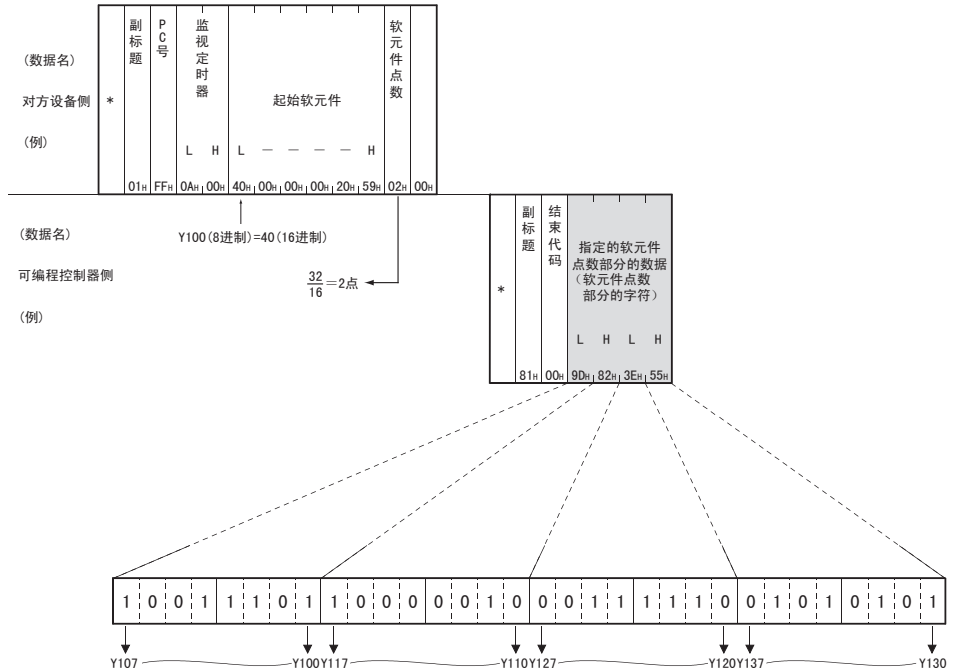 (数据名)
对方设备侧
(例)
*
副标题
PC号
监视定时器
L H
起始软元件
L － － － － H
软元件点数
01H FFH 0AH 00H 40H 00H 00H 00H 20H 59H 02H 00H
Y100(8进制)=40(16进制)
32
16
=2点
(数据名)
可编程控制器侧
(例)
*
副标题
结束代码
指定的软元件
点数部分的数据
(软元件点数
部分的字符)
L H L H
81H 00H 9DH 82H 3EH 55H
1 0 0 1 1 1 0 1 1 0 0 0 0 0 1 0 0 0 1 1 1 1 1 0 0 1 0 1 0 1 0 1
Y107 Y100 Y117 Y110 Y127 Y120 Y137 Y130